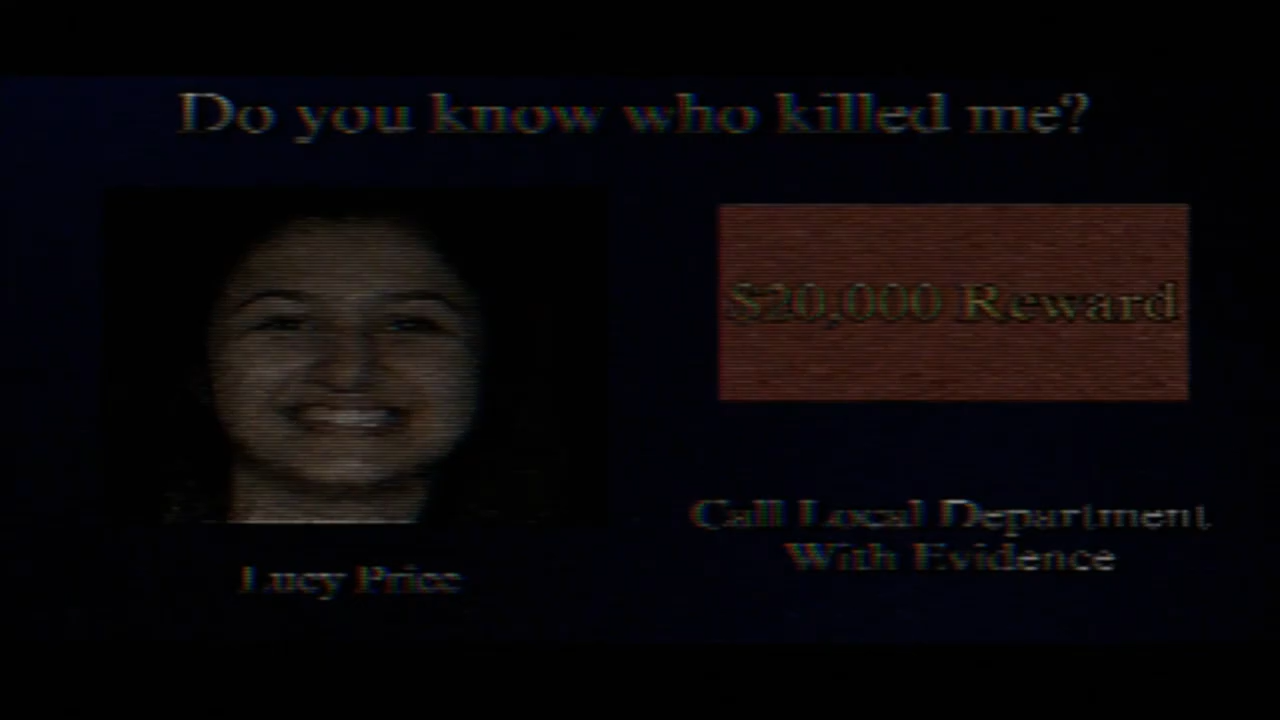 Do you know who killed me?
$20,000 Reward
Call Local Department
With Evidence
Lucy Price